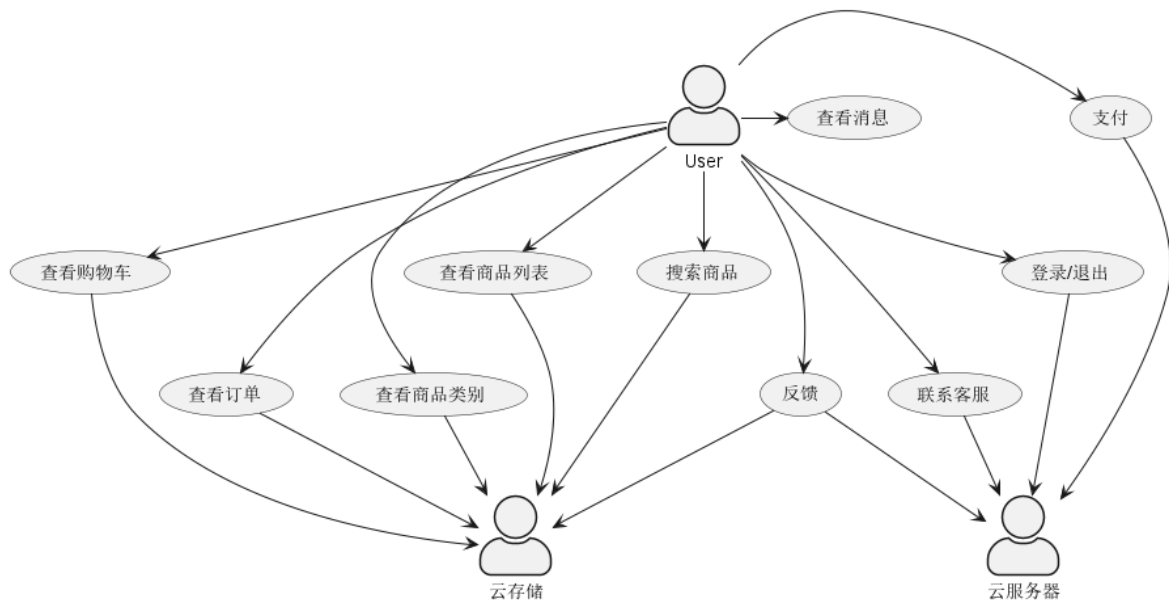 查看消息
支付
User
查看购物车
查看商品列表
搜索商品
登录/退出
查看订单
查看商品类别
反馈
联系客服
云存储
云服务器